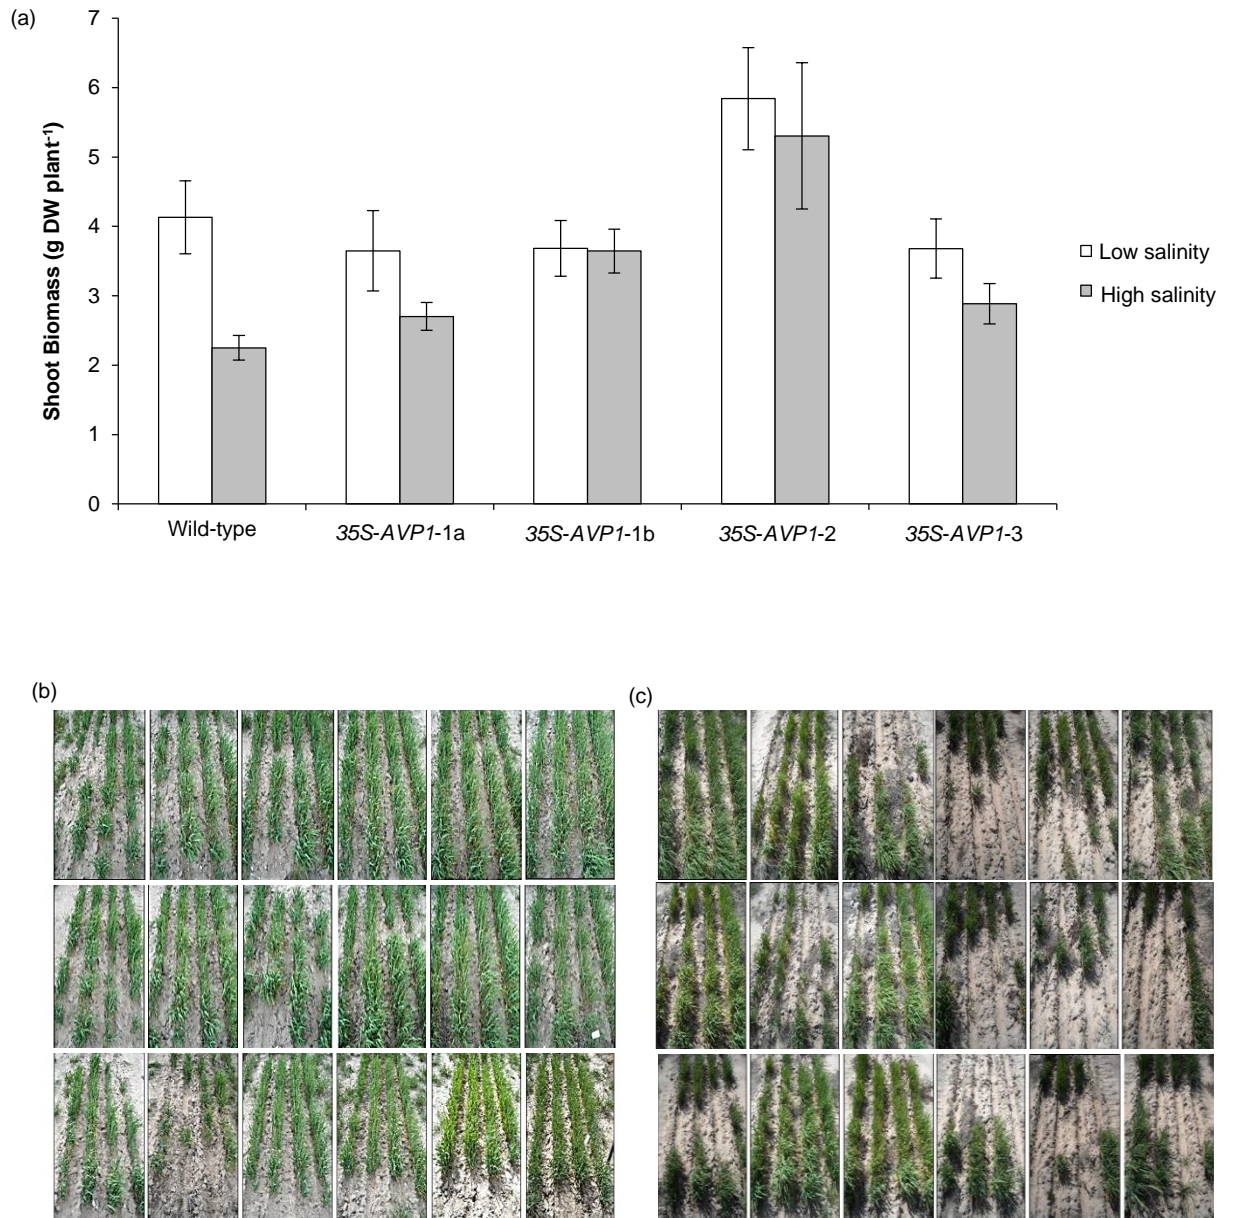 (a)
7
6
5
4
3
2
1
0
Shoot Biomass (g DW plant⁻¹)
Low salinity
High salinity
Wild-type 35S-AVP1-1a 35S-AVP1-1b 35S-AVP1-2 35S-AVP1-3
(b)
(c)